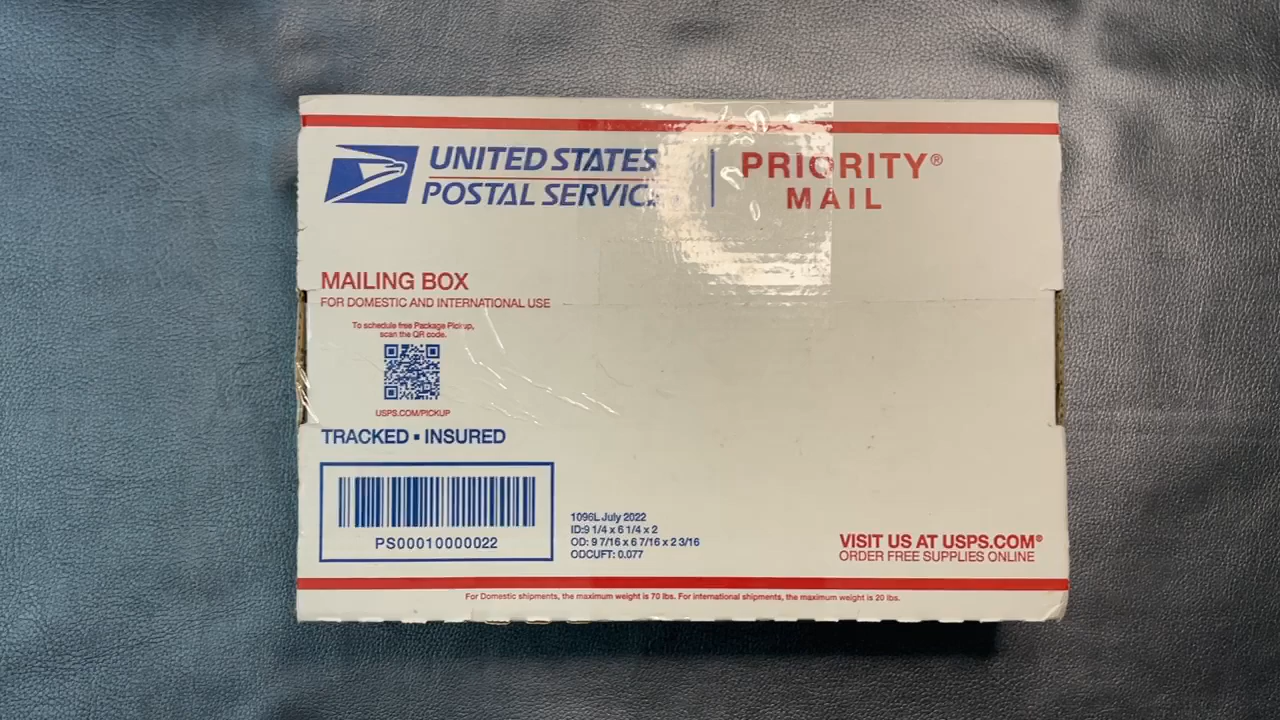 UNITED STATES
POSTAL SERVICE
PRIORITY®
MAIL
MAILING BOX
FOR DOMESTIC AND INTERNATIONAL USE
To schedule free Package Pickup,
scan the QR code.
USPS.COM/PICKUP
TRACKED ▪ INSURED
PS00010000022
1096L July 2022
ID:9 1/4 x 6 1/4 x 2
OD: 9 7/16 x 6 7/16 x 2 3/16
ODCUFT: 0.077
VISIT US AT USPS.COM®
ORDER FREE SUPPLIES ONLINE
For Domestic shipments, the maximum weight is 70 lbs. For international shipments, the maximum weight is 20 lbs.